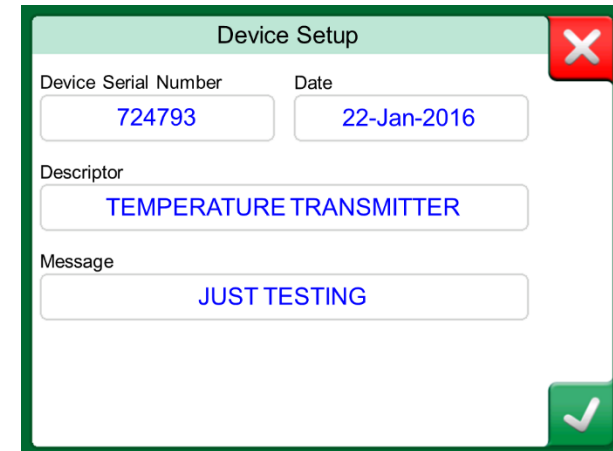 Device Setup
Device Serial Number Date
724793 22-Jan-2016
Descriptor
TEMPERATURE TRANSMITTER
Message
JUST TESTING